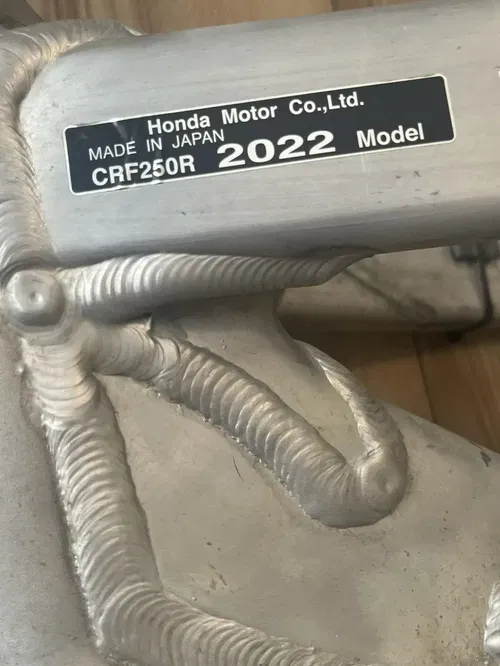 Honda Motor Co.,Ltd.
MADE IN JAPAN
CRF250R 2022 Model